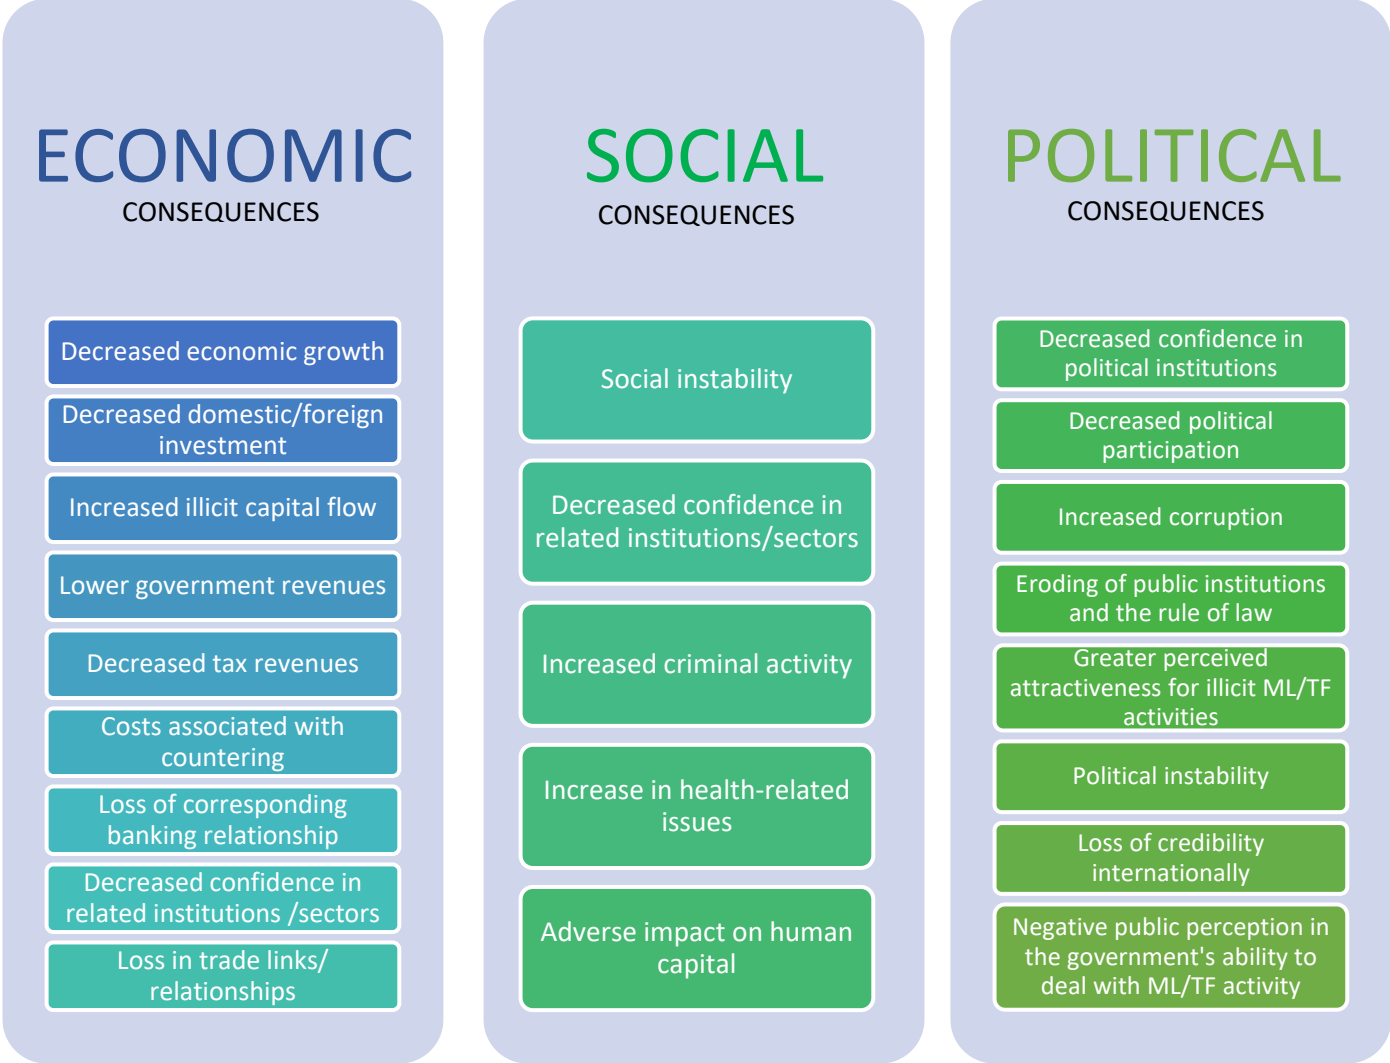 ECONOMIC
CONSEQUENCES
Decreased economic growth
Decreased domestic/foreign
investment
Increased illicit capital flow
Lower government revenues
Decreased tax revenues
Costs associated with
countering
Loss of corresponding
banking relationship
Decreased confidence in
related institutions /sectors
Loss in trade links/
relationships
SOCIAL
CONSEQUENCES
Social instability
Decreased confidence in
related institutions/sectors
Increased criminal activity
Increase in health-related
issues
Adverse impact on human
capital
POLITICAL
CONSEQUENCES
Decreased confidence in
political institutions
Decreased political
participation
Increased corruption
Eroding of public institutions
and the rule of law
Greater perceived
attractiveness for illicit ML/TF
activities
Political instability
Loss of credibility
internationally
Negative public perception in
the government's ability to
deal with ML/TF activity